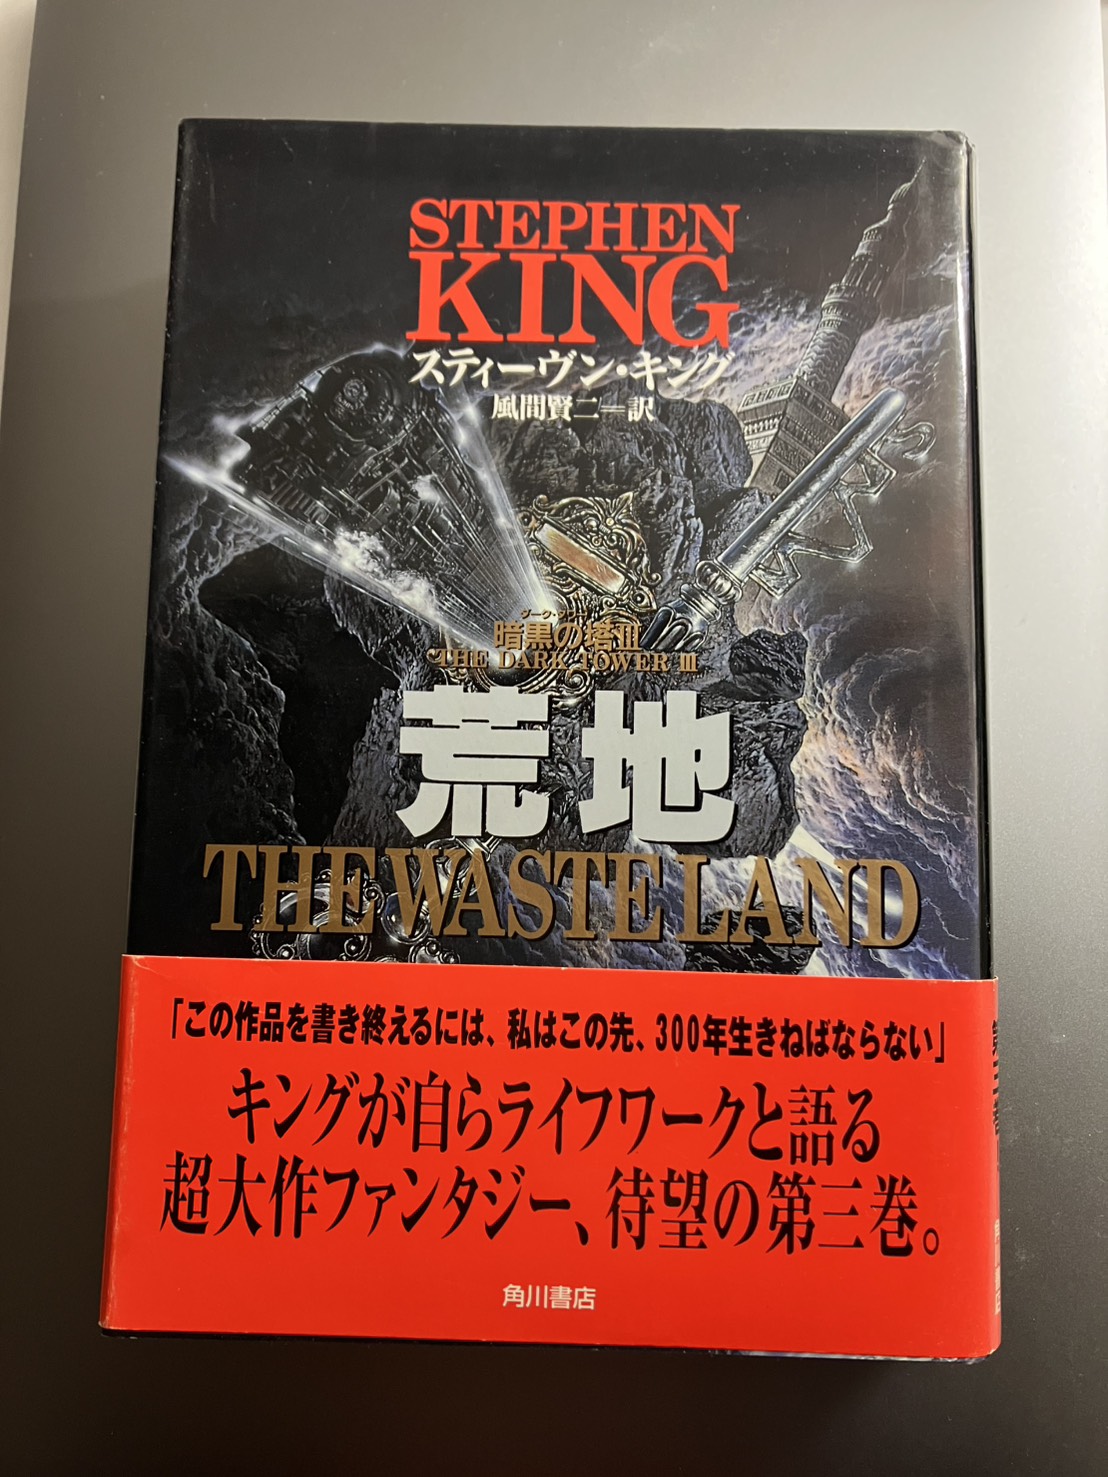 STEPHEN
KING
スティーヴン・キング
風間賢二=訳
ダーク・タワー
暗黒の塔 III
THE DARK TOWER III
荒地
THE WASTE LAND
「この作品を書き終えるには、私はこの先、300年生きねばならない」
キングが自らライフワークと語る
超大作ファンタジー、待望の第三巻。
角川書店